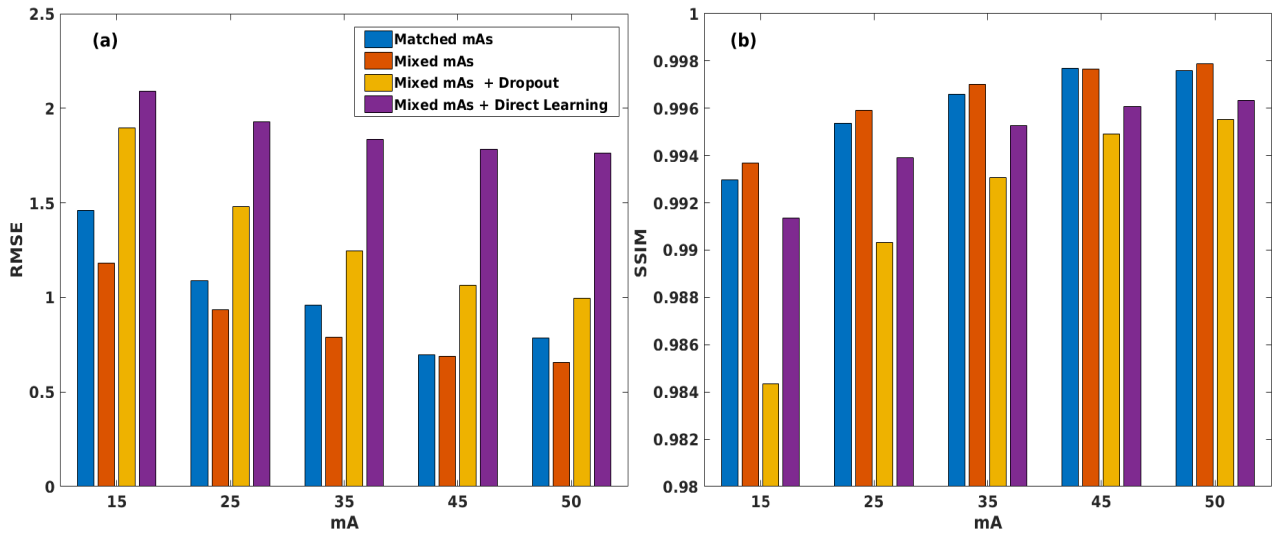 (a)
Matched mAs
Mixed mAs
Mixed mAs + Dropout
Mixed mAs + Direct Learning
RMSE
2.5
2
1.5
1
0.5
0
15 25 35 45 50
mA
(b)
SSIM
1
0.998
0.996
0.994
0.992
0.99
0.988
0.986
0.984
0.982
0.98
15 25 35 45 50
mA